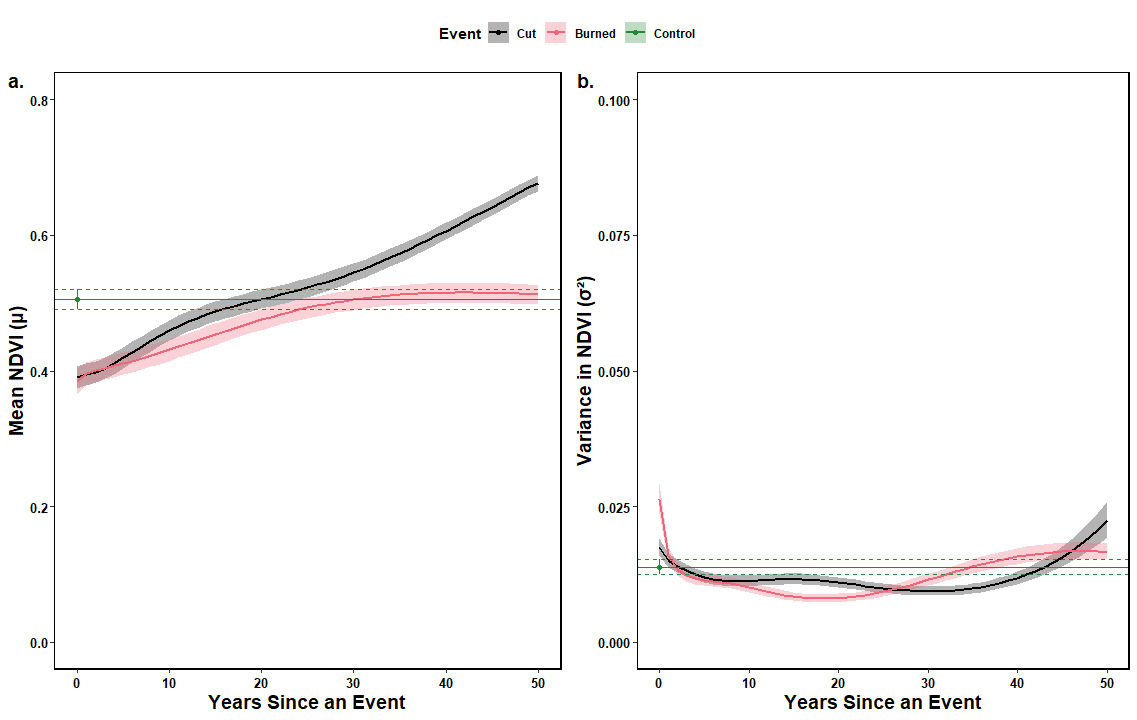 Event Cut Burned Control
a.
Mean NDVI (μ)
0.8
0.6
0.4
0.2
0.0
0 10 20 30 40 50
Years Since an Event
b.
Variance in NDVI (σ²)
0.100
0.075
0.050
0.025
0.000
0 10 20 30 40 50
Years Since an Event